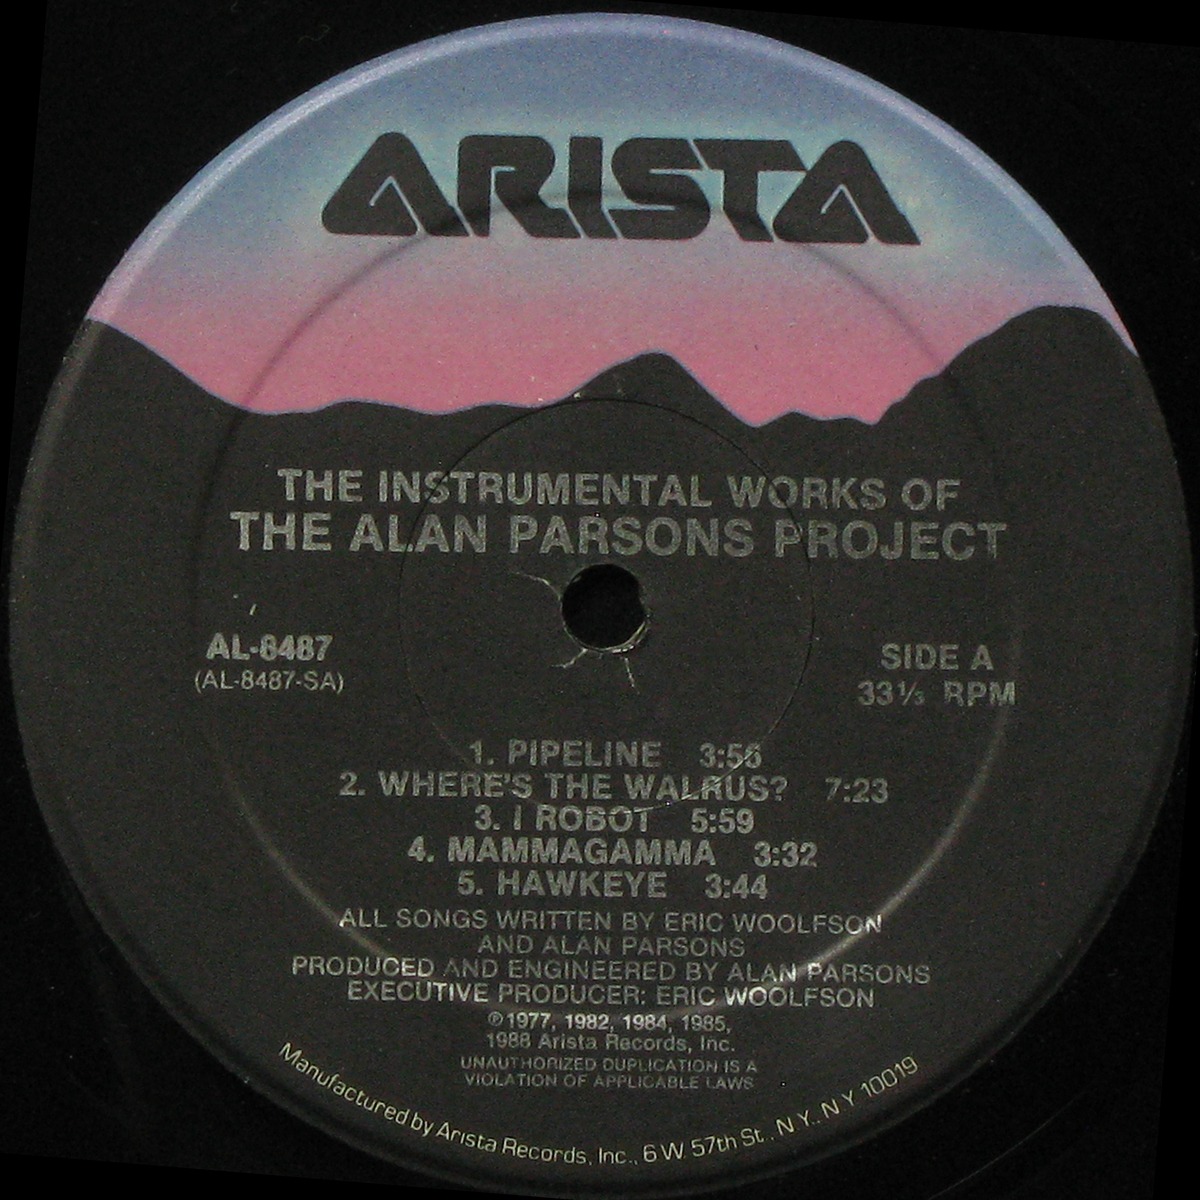 ARISTA
THE INSTRUMENTAL WORKS OF
THE ALAN PARSONS PROJECT
AL-8487
(AL-8487-SA)
SIDE A
33⅓ RPM
1. PIPELINE 3:56
2. WHERE'S THE WALRUS? 7:23
3. I ROBOT 5:59
4. MAMMAGAMMA 3:32
5. HAWKEYE 3:44
ALL SONGS WRITTEN BY ERIC WOOLFSON
AND ALAN PARSONS
PRODUCED AND ENGINEERED BY ALAN PARSONS
EXECUTIVE PRODUCER: ERIC WOOLFSON
℗1977, 1982, 1984, 1985,
1988 Arista Records, Inc.
UNAUTHORIZED DUPLICATION IS A
VIOLATION OF APPLICABLE LAWS
Manufactured by Arista Records, Inc., 6 W. 57th St., N.Y., N.Y 10019